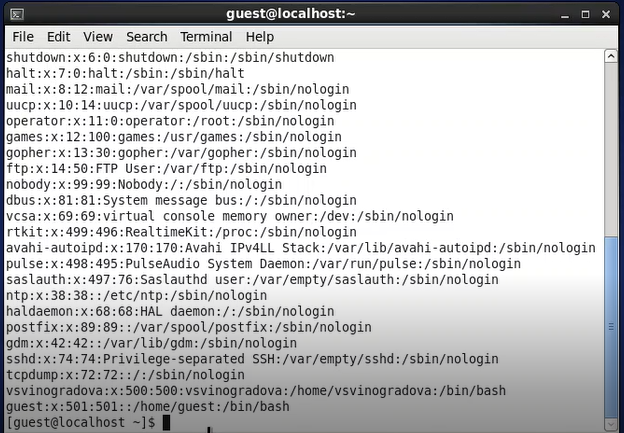 guest@localhost:~
File Edit View Search Terminal Help
shutdown:x:6:0:shutdown:/sbin:/sbin/shutdown
halt:x:7:0:halt:/sbin:/sbin/halt
mail:x:8:12:mail:/var/spool/mail:/sbin/nologin
uucp:x:10:14:uucp:/var/spool/uucp:/sbin/nologin
operator:x:11:0:operator:/root:/sbin/nologin
games:x:12:100:games:/usr/games:/sbin/nologin
gopher:x:13:30:gopher:/var/gopher:/sbin/nologin
ftp:x:14:50:FTP User:/var/ftp:/sbin/nologin
nobody:x:99:99:Nobody:/:/sbin/nologin
dbus:x:81:81:System message bus:/:/sbin/nologin
vcsa:x:69:69:virtual console memory owner:/dev:/sbin/nologin
rtkit:x:499:496:RealtimeKit:/proc:/sbin/nologin
avahi-autoipd:x:170:170:Avahi IPv4LL Stack:/var/lib/avahi-autoipd:/sbin/nologin
pulse:x:498:495:PulseAudio System Daemon:/var/run/pulse:/sbin/nologin
saslauth:x:497:76:Saslauthd user:/var/empty/saslauth:/sbin/nologin
ntp:x:38:38::/etc/ntp:/sbin/nologin
haldaemon:x:68:68:HAL daemon:/:/sbin/nologin
postfix:x:89:89::/var/spool/postfix:/sbin/nologin
gdm:x:42:42::/var/lib/gdm:/sbin/nologin
sshd:x:74:74:Privilege-separated SSH:/var/empty/sshd:/sbin/nologin
tcpdump:x:72:72::/:/sbin/nologin
vsvinogradova:x:500:500:vsvinogradova:/home/vsvinogradova:/bin/bash
guest:x:501:501::/home/guest:/bin/bash
[guest@localhost ~]$